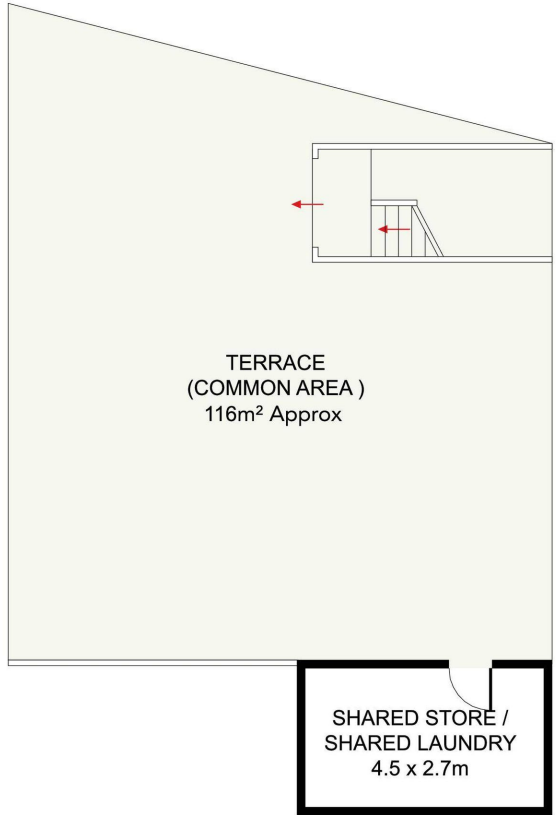 TERRACE
(COMMON AREA )
116m² Approx
SHARED STORE /
SHARED LAUNDRY
4.5 x 2.7m